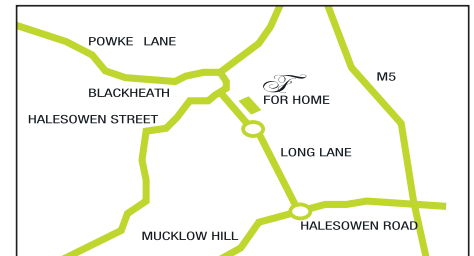 POWKE LANE
M5
BLACKHEATH
F
FOR HOME
HALESOWEN STREET
LONG LANE
HALESOWEN ROAD
MUCKLOW HILL